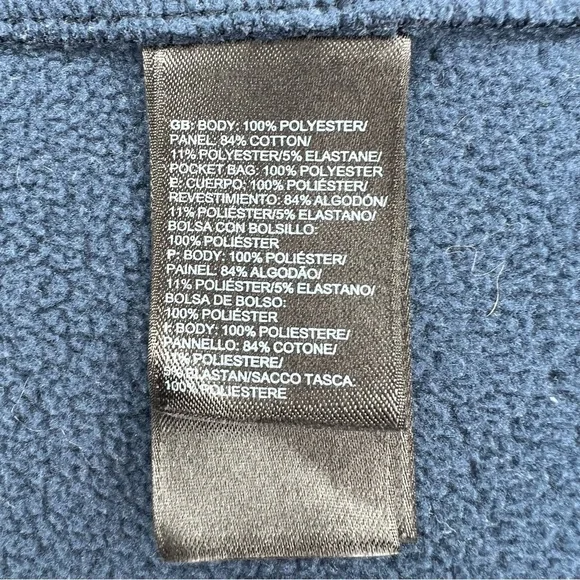 GB: BODY: 100% POLYESTER/
PANEL: 84% COTTON/
11% POLYESTER/5% ELASTANE/
POCKET BAG: 100% POLYESTER
E: CUERPO: 100% POLIÉSTER/
REVESTIMIENTO: 84% ALGODÓN/
11% POLIÉSTER/5% ELASTANO/
BOLSA CON BOLSILLO:
100% POLIÉSTER
P: BODY: 100% POLIÉSTER/
PAINEL: 84% ALGODÃO/
11% POLIÉSTER/5% ELASTANO/
BOLSA DE BOLSO:
100% POLIÉSTER
I: BODY: 100% POLIESTERE/
PANNELLO: 84% COTONE/
11% POLIESTERE/
5% ELASTAN/SACCO TASCA:
100% POLIESTERE